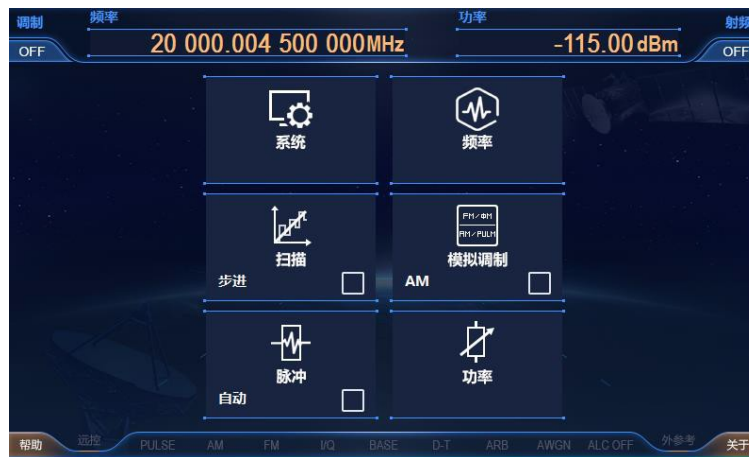 调制 频率 功率 射频
OFF 20 000.004 500 000MHz -115.00 dBm OFF
系统 频率
FM/ΦM
AM/PULM
扫描 模拟调制
步进 AM
脉冲 功率
自动
帮助 远控 PULSE AM FM I/Q BASE D-T ARB AWGN ALC OFF 外参考 关于